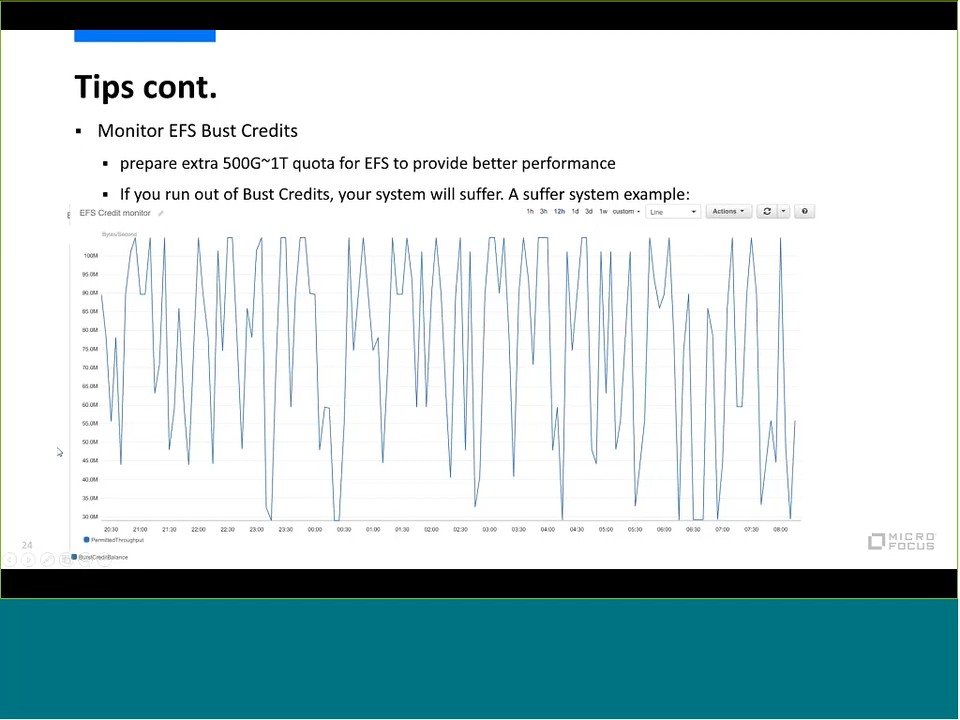 Tips cont.
▪ Monitor EFS Bust Credits
▪ prepare extra 500G~1T quota for EFS to provide better performance
▪ If you run out of Bust Credits, your system will suffer. A suffer system example:
EFS Credit monitor
1h 3h 12h 1d 3d 1w custom Line Actions
Bytes/Second
100M
95.0M
90.0M
85.0M
80.0M
75.0M
70.0M
65.0M
60.0M
55.0M
50.0M
45.0M
40.0M
35.0M
30.0M
20:30 21:00 21:30 22:00 22:30 23:00 23:30 00:00 00:30 01:00 01:30 02:00 02:30 03:00 03:30 04:00 04:30 05:00 05:30 06:00 06:30 07:00 07:30 08:00
PermittedThroughput
24
MICRO
FOCUS
BurstCreditBalance